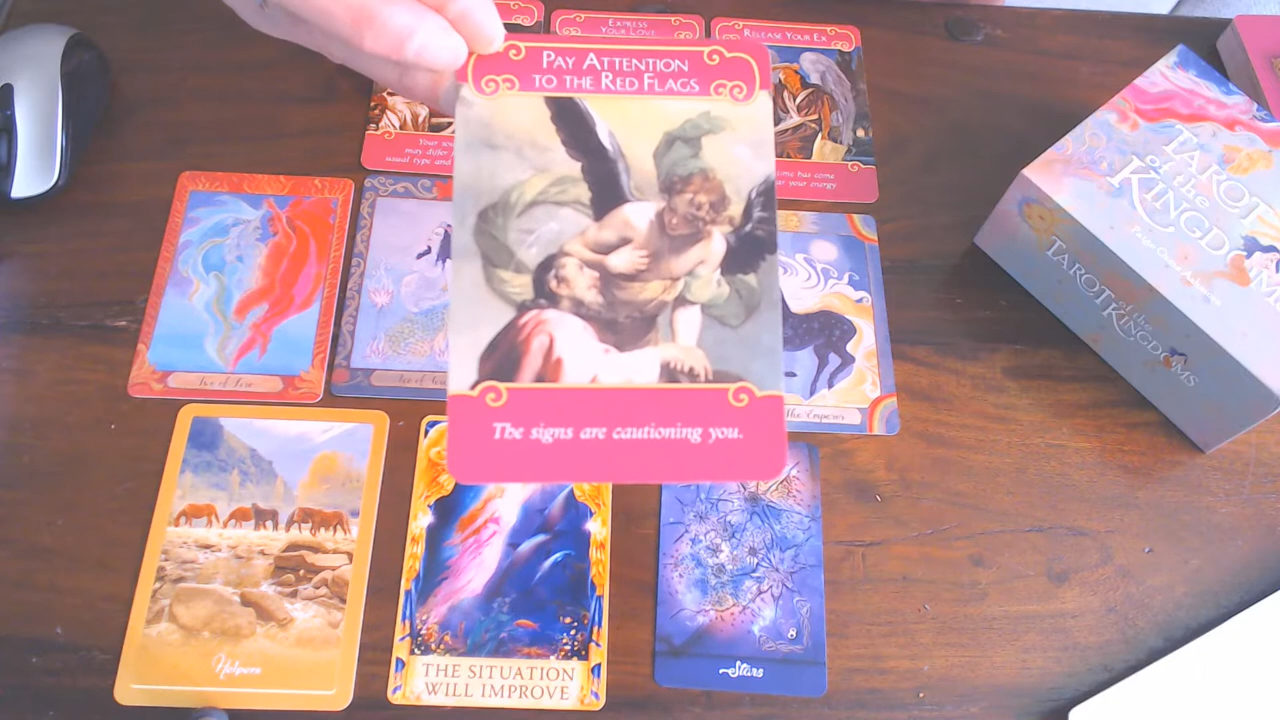 EXPRESS
YOUR LOVE
RELEASE YOUR EX
PAY ATTENTION
TO THE RED FLAGS
Your
may differ
usual type and
time has come
your energy
The signs are cautioning you.
TAROT
of the
KINGDOMS
TAROT of the KINGDOMS
The Emperor
Helpers
THE SITUATION
WILL IMPROVE
8
Stars